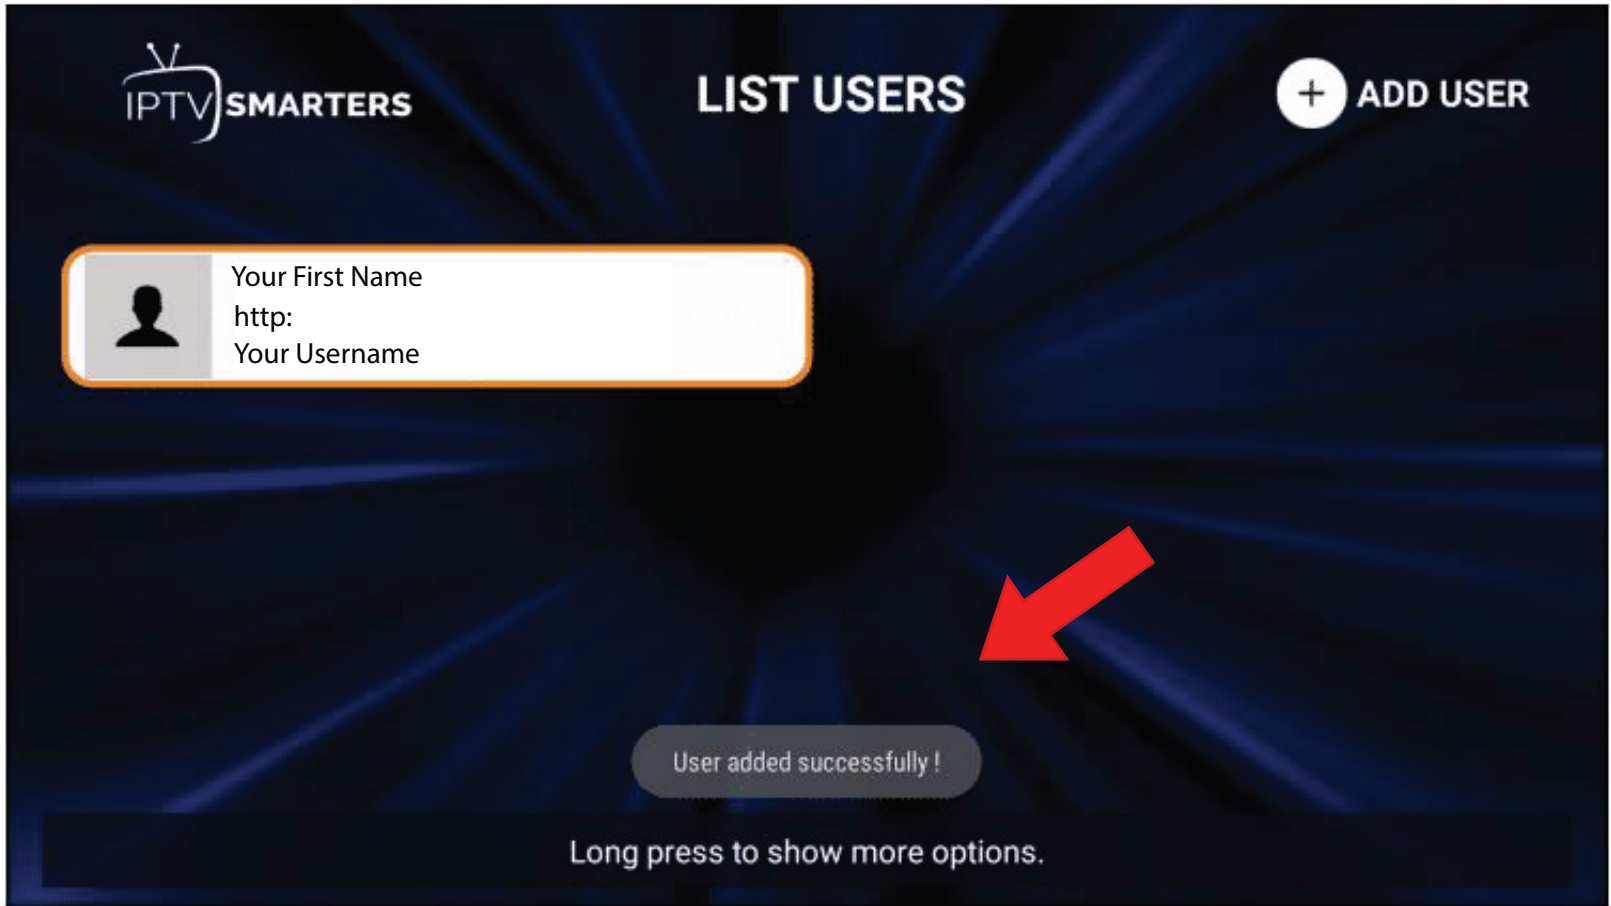 IPTV SMARTERS
LIST USERS
+ ADD USER
Your First Name
http:
Your Username
User added successfully !
Long press to show more options.